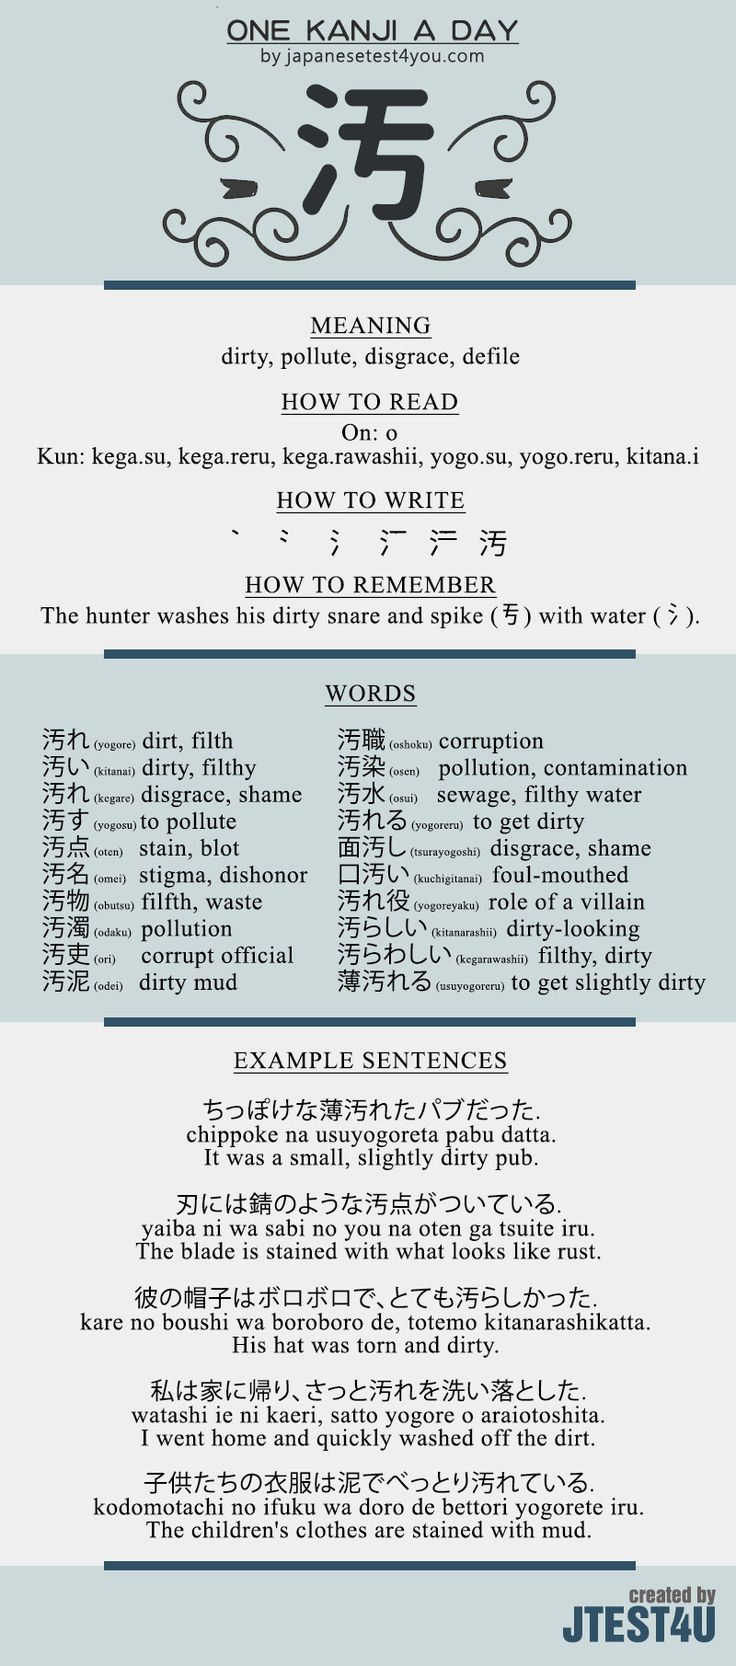 ONE KANJI A DAY
by japanesetest4you.com
汚
MEANING
dirty, pollute, disgrace, defile
HOW TO READ
On: o
Kun: kega.su, kega.reru, kega.rawashii, yogo.su, yogo.reru, kitana.i
HOW TO WRITE
汚
HOW TO REMEMBER
The hunter washes his dirty snare and spike (丂) with water (氵).
WORDS
汚れ (yogore) dirt, filth
汚い (kitanai) dirty, filthy
汚れ (kegare) disgrace, shame
汚す (yogosu) to pollute
汚点 (oten) stain, blot
汚名 (omei) stigma, dishonor
汚物 (obutsu) filfth, waste
汚濁 (odaku) pollution
汚吏 (ori) corrupt official
汚泥 (odei) dirty mud
汚職 (oshoku) corruption
汚染 (osen) pollution, contamination
汚水 (osui) sewage, filthy water
汚れる (yogoreru) to get dirty
面汚し (tsurayogoshi) disgrace, shame
口汚い (kuchigitanai) foul-mouthed
汚れ役 (yogoreyaku) role of a villain
汚らしい (kitanarashii) dirty-looking
汚らわしい (kegarawashii) filthy, dirty
薄汚れる (usuyogoreru) to get slightly dirty
EXAMPLE SENTENCES
ちっぽけな薄汚れたパブだった.
chippoke na usuyogoreta pabu datta.
It was a small, slightly dirty pub.
刃には錆のような汚点がついている.
yaiba ni wa sabi no you na oten ga tsuite iru.
The blade is stained with what looks like rust.
彼の帽子はボロボロで、とても汚らしかった.
kare no boushi wa boroboro de, totemo kitanarashikatta.
His hat was torn and dirty.
私は家に帰り、さっと汚れを洗い落とした.
watashi ie ni kaeri, satto yogore o araiotoshita.
I went home and quickly washed off the dirt.
子供たちの衣服は泥でべっとり汚れている.
kodomotachi no ifuku wa doro de bettori yogorete iru.
The children's clothes are stained with mud.
created by
JTEST4U